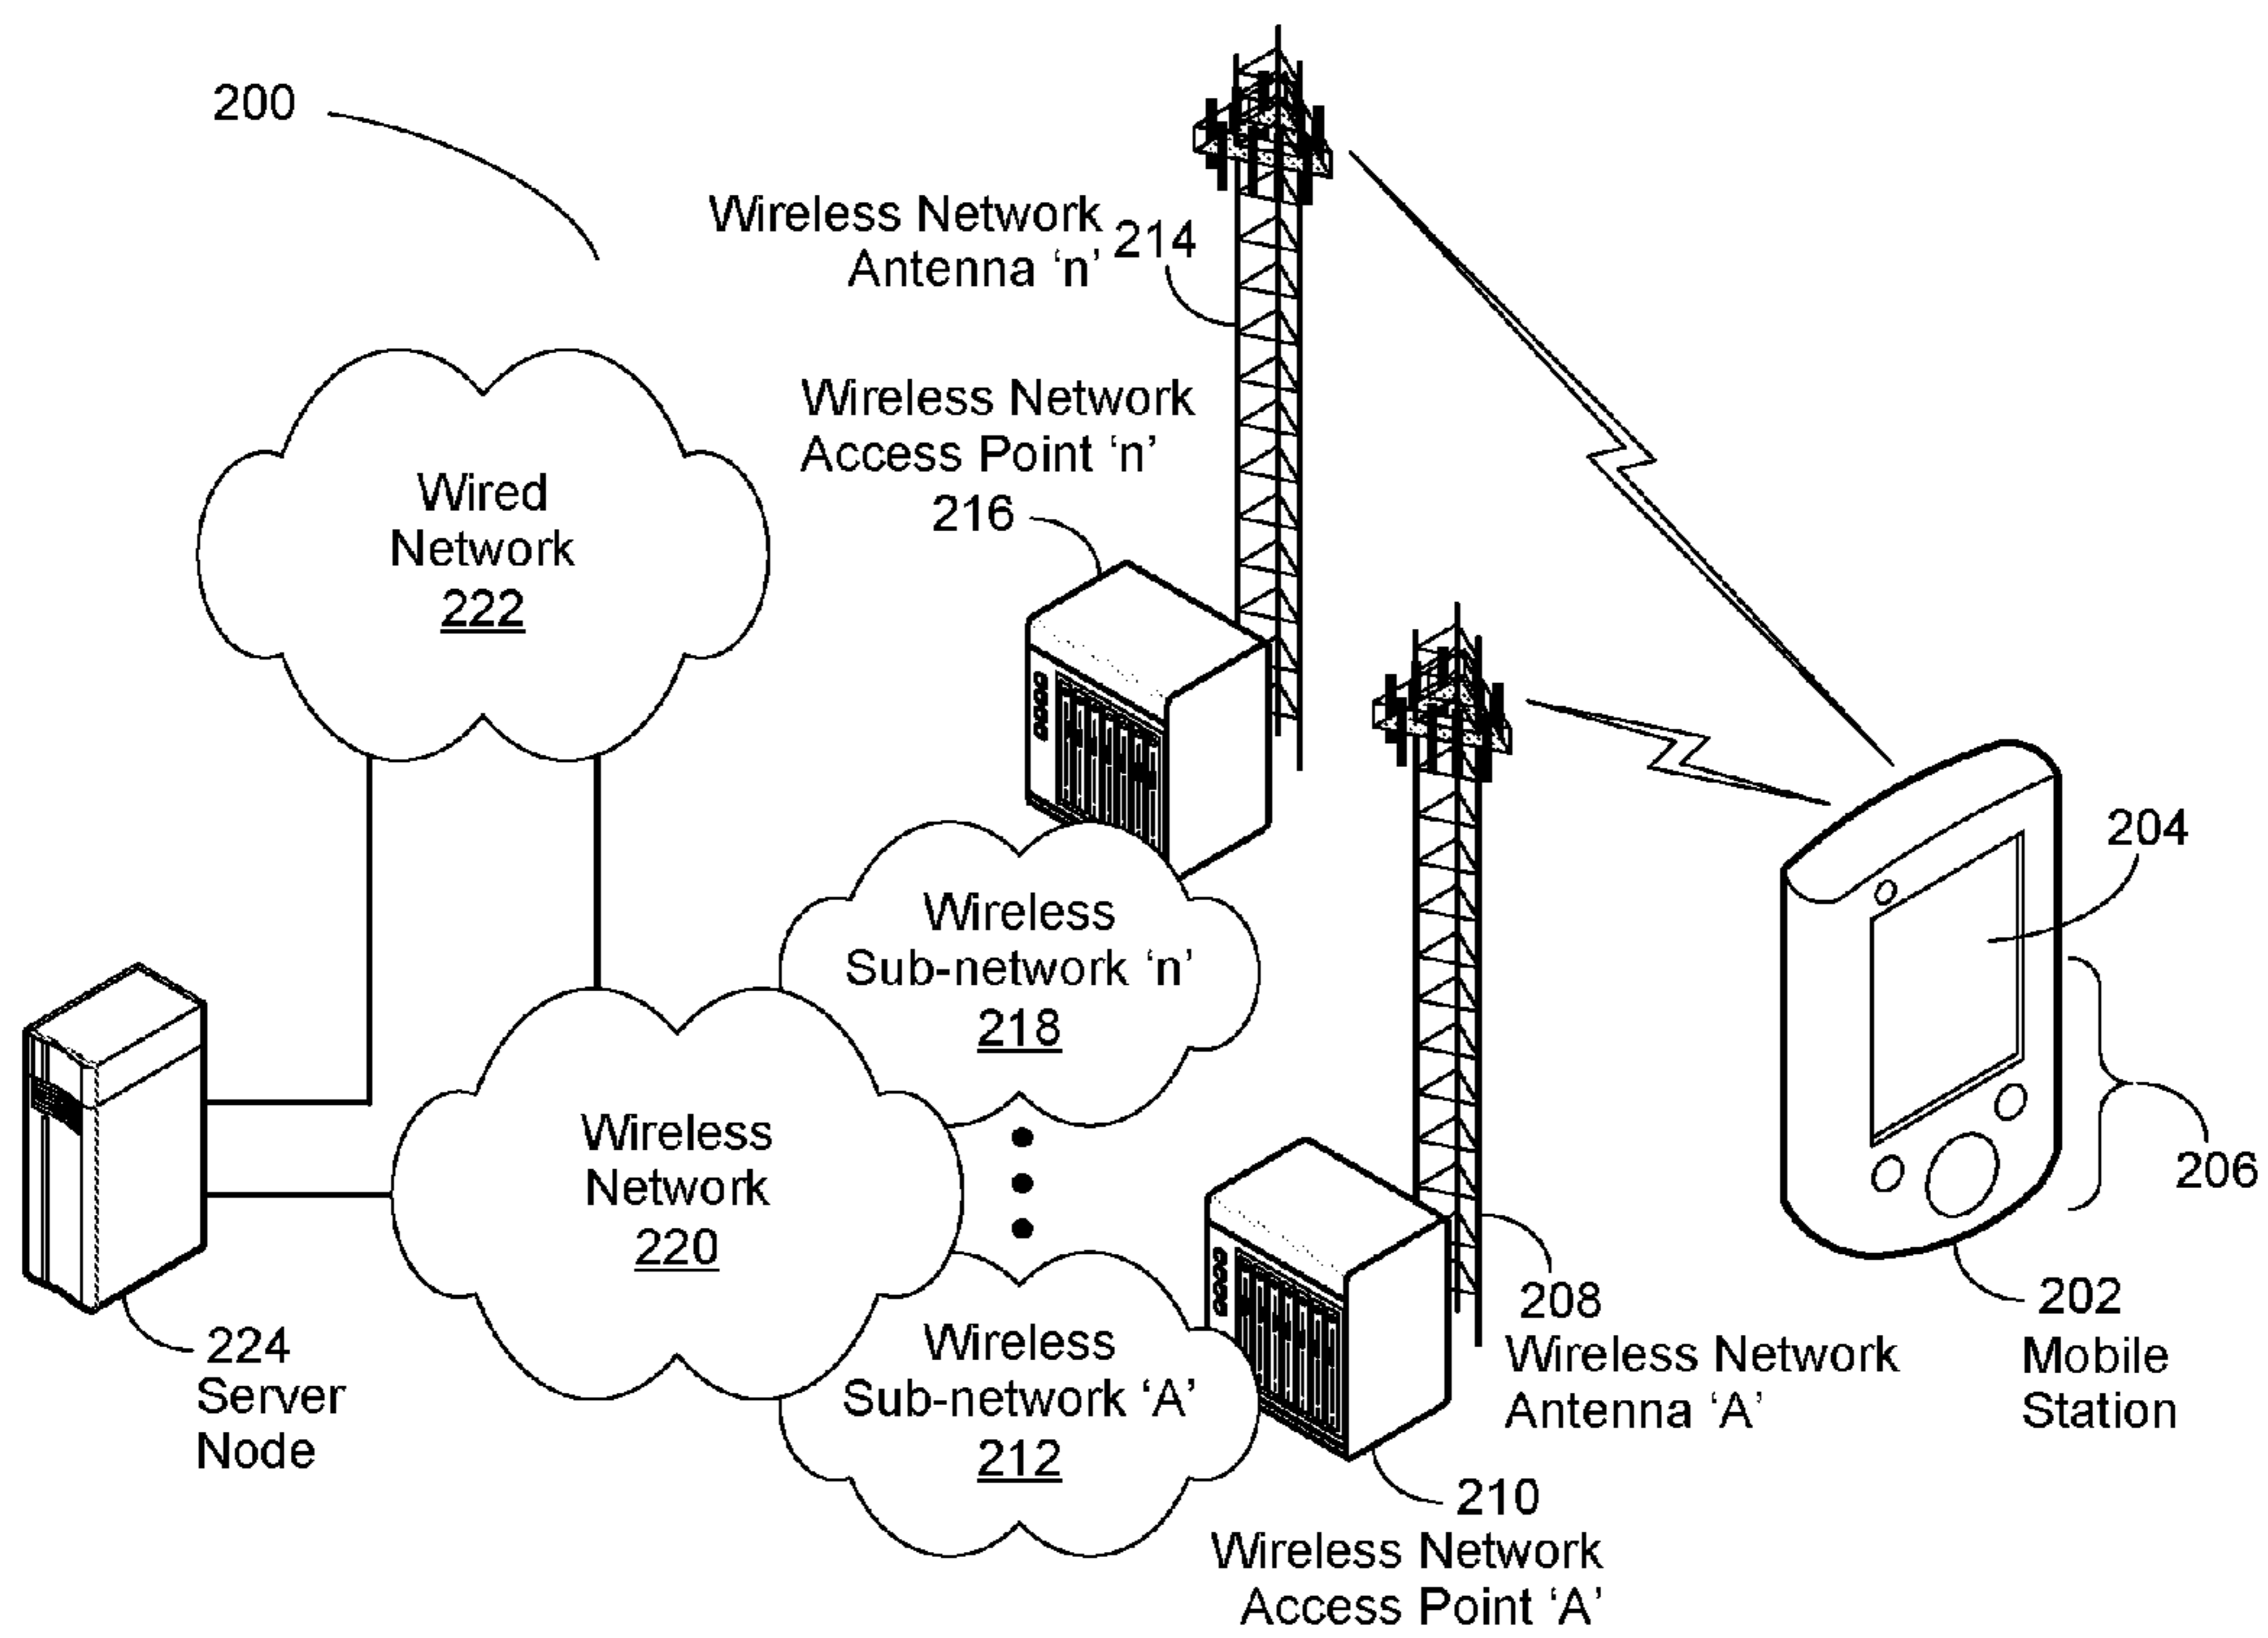 200
Wireless Network
Antenna ‘n’
214
Wireless Network
Access Point ‘n’
216
Wired
Network
222
204
Wireless
Sub-network ‘n’
218
Wireless
Network
220
206
224
Server
Node
Wireless
Sub-network ‘A’
212
208
Wireless Network
Antenna ‘A’
202
Mobile
Station
210
Wireless Network
Access Point ‘A’